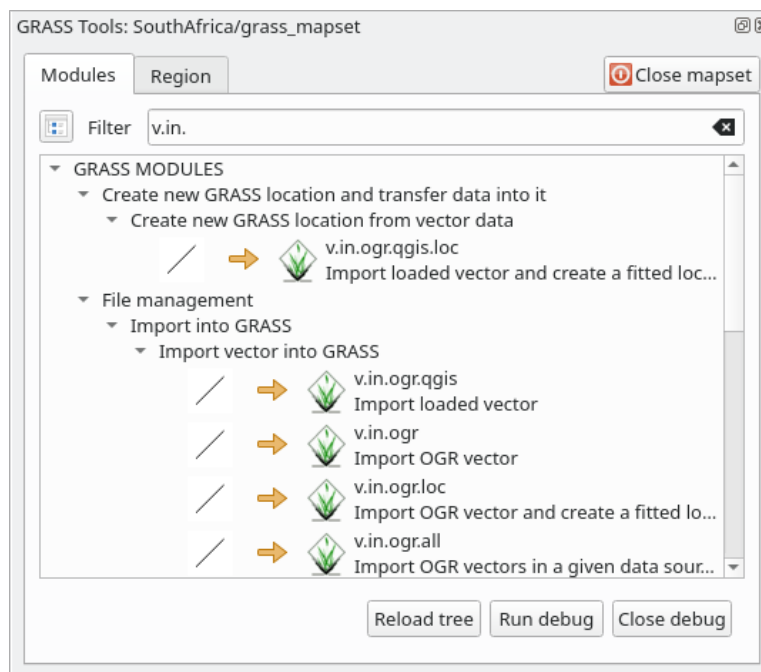 GRASS Tools: SouthAfrica/grass_mapset
Modules
Region
Close mapset
Filter
v.in.
GRASS MODULES
Create new GRASS location and transfer data into it
Create new GRASS location from vector data
v.in.ogr.qgis.loc
Import loaded vector and create a fitted loc...
File management
Import into GRASS
Import vector into GRASS
v.in.ogr.qgis
Import loaded vector
v.in.ogr
Import OGR vector
v.in.ogr.loc
Import OGR vector and create a fitted lo...
v.in.ogr.all
Import OGR vectors in a given data sour...
Reload tree
Run debug
Close debug